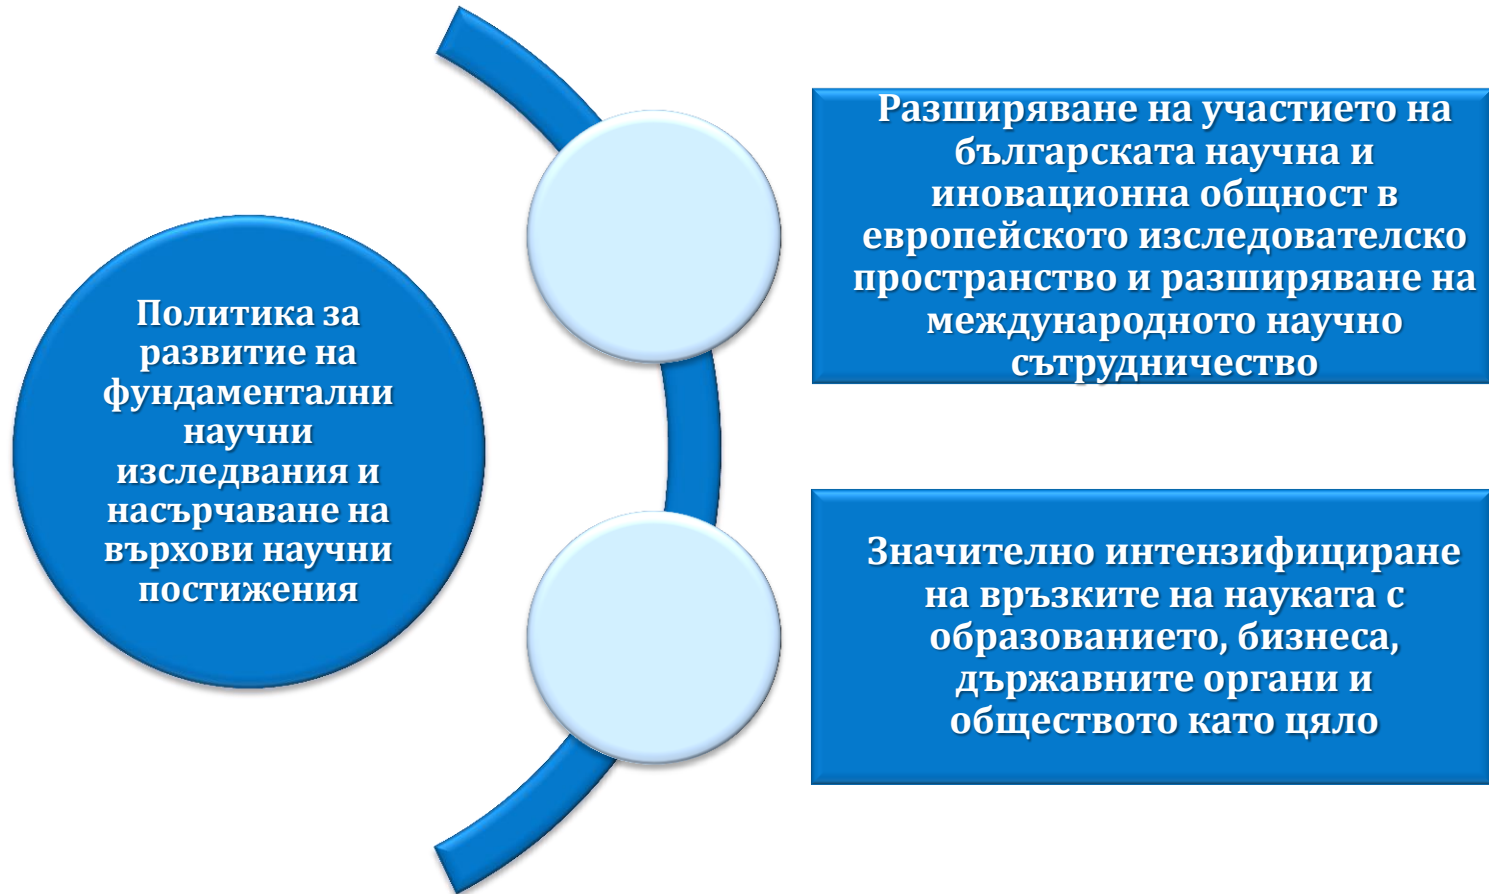 Политика за
развитие на
фундаментални
научни
изследвания и
насърчаване на
върхови научни
постижения
Разширяване на участието на
българската научна и
иновационна общност в
европейското изследователско
пространство и разширяване на
международното научно
сътрудничество
Значително интензифициране
на връзките на науката с
образованието, бизнеса,
държавните органи и
обществото като цяло